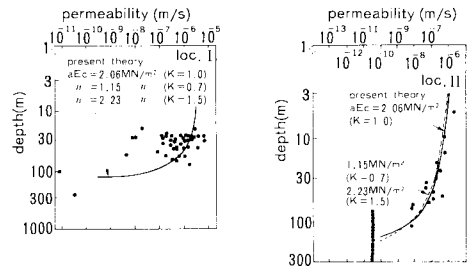 permeability m/s
10⁻¹¹ 10⁻¹⁰ 10⁻⁹ 10⁻⁸ 10⁻⁷ 10⁻⁶ 10⁻⁵
loc. I
present theory
aEc=2.06MN/m² (K=1.0)
〃 =1.15 〃 (K=0.7)
〃 =2.23 〃 (K=1.5)
depth(m)
1
3
10
30
100
300
1000
permeability m/s
10⁻¹¹ 10⁻⁹ 10⁻⁷ 10⁻⁵
10⁻¹² 10⁻¹⁰ 10⁻⁸ 10⁻⁶
loc. II
present theory
aEc=2.06MN/m²
(K=1.0)
1.15MN/m²
(K=0.7)
2.23MN/m²
(K=1.5)
depth(m)
1
3
10
30
100
300